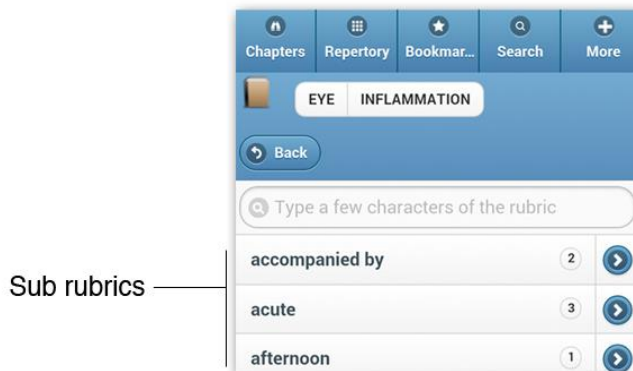 Chapters Repertory Bookmar... Search More
EYE INFLAMMATION
Back
Type a few characters of the rubric
accompanied by 2
Sub rubrics
acute 3
afternoon 1